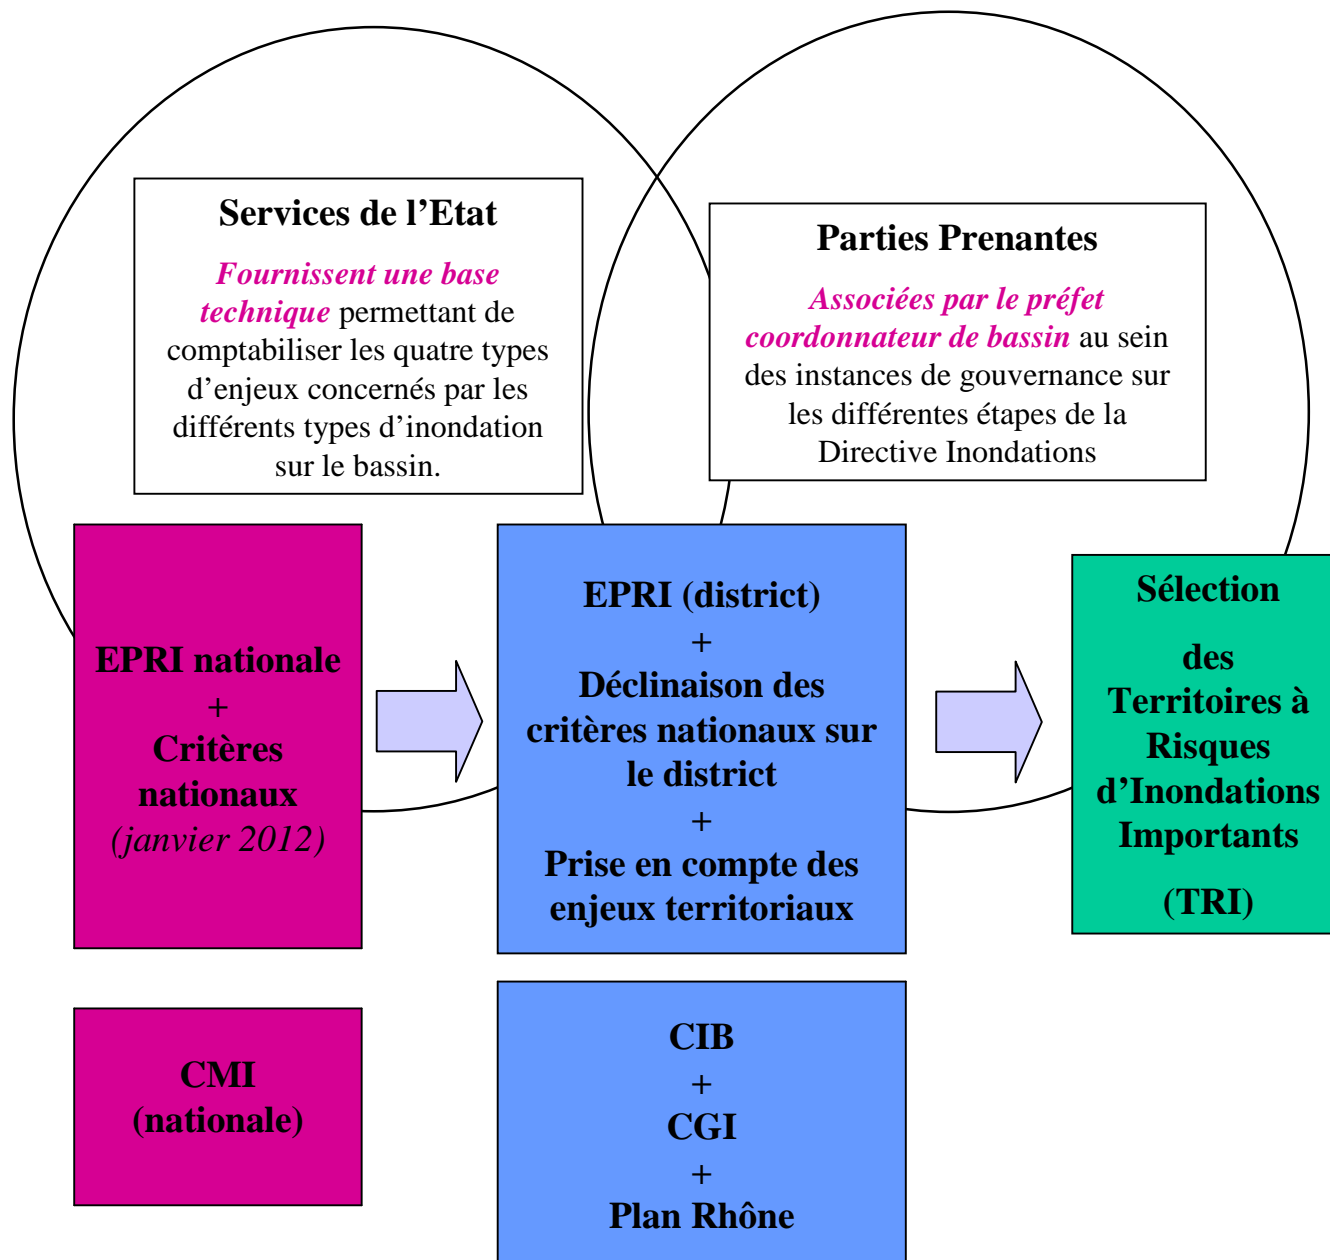 Services de l’Etat
Fournissent une base
technique permettant de
comptabiliser les quatre types
d’enjeux concernés par les
différents types d’inondation
sur le bassin.
Parties Prenantes
Associées par le préfet
coordonnateur de bassin au sein
des instances de gouvernance sur
les différentes étapes de la
Directive Inondations
EPRI nationale
+
Critères
nationaux
(janvier 2012)
EPRI (district)
+
Déclinaison des
critères nationaux sur
le district
+
Prise en compte des
enjeux territoriaux
Sélection
des
Territoires à
Risques
d’Inondations
Importants
(TRI)
CMI
(nationale)
CIB
+
CGI
+
Plan Rhône